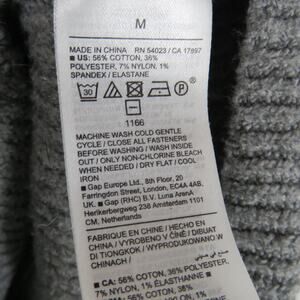 M
MADE IN CHINA RN 54023 / CA 17897
■ US: 56% COTTON, 36%
POLYESTER, 7% NYLON, 1%
SPANDEX / ELASTANE
30
P
1166
MACHINE WASH COLD GENTLE
CYCLE / CLOSE ALL FASTENERS
BEFORE WASHING / WASH INSIDE
OUT / ONLY NON-CHLORINE BLEACH
WHEN NEEDED / DRY FLAT / COOL
IRON
■ Gap Europe Ltd., 8th Floor, 20
Farringdon Street, London, EC4A 4AB,
UK. ■ Gap (RHC) B.V. Luna ArenA
Herikerbergweg 238 Amsterdam 1101
CM, Netherlands
FABRIQUÉ EN CHINE / HECHO EN
CHINA / VYROBENO V ČÍNĚ / DIBUAT
DI TIONGKOK / WYPRODUKOWANO W
CHINACH /
■ CA: 56% COTON, 36% POLYESTER,
7% NYLON, 1%